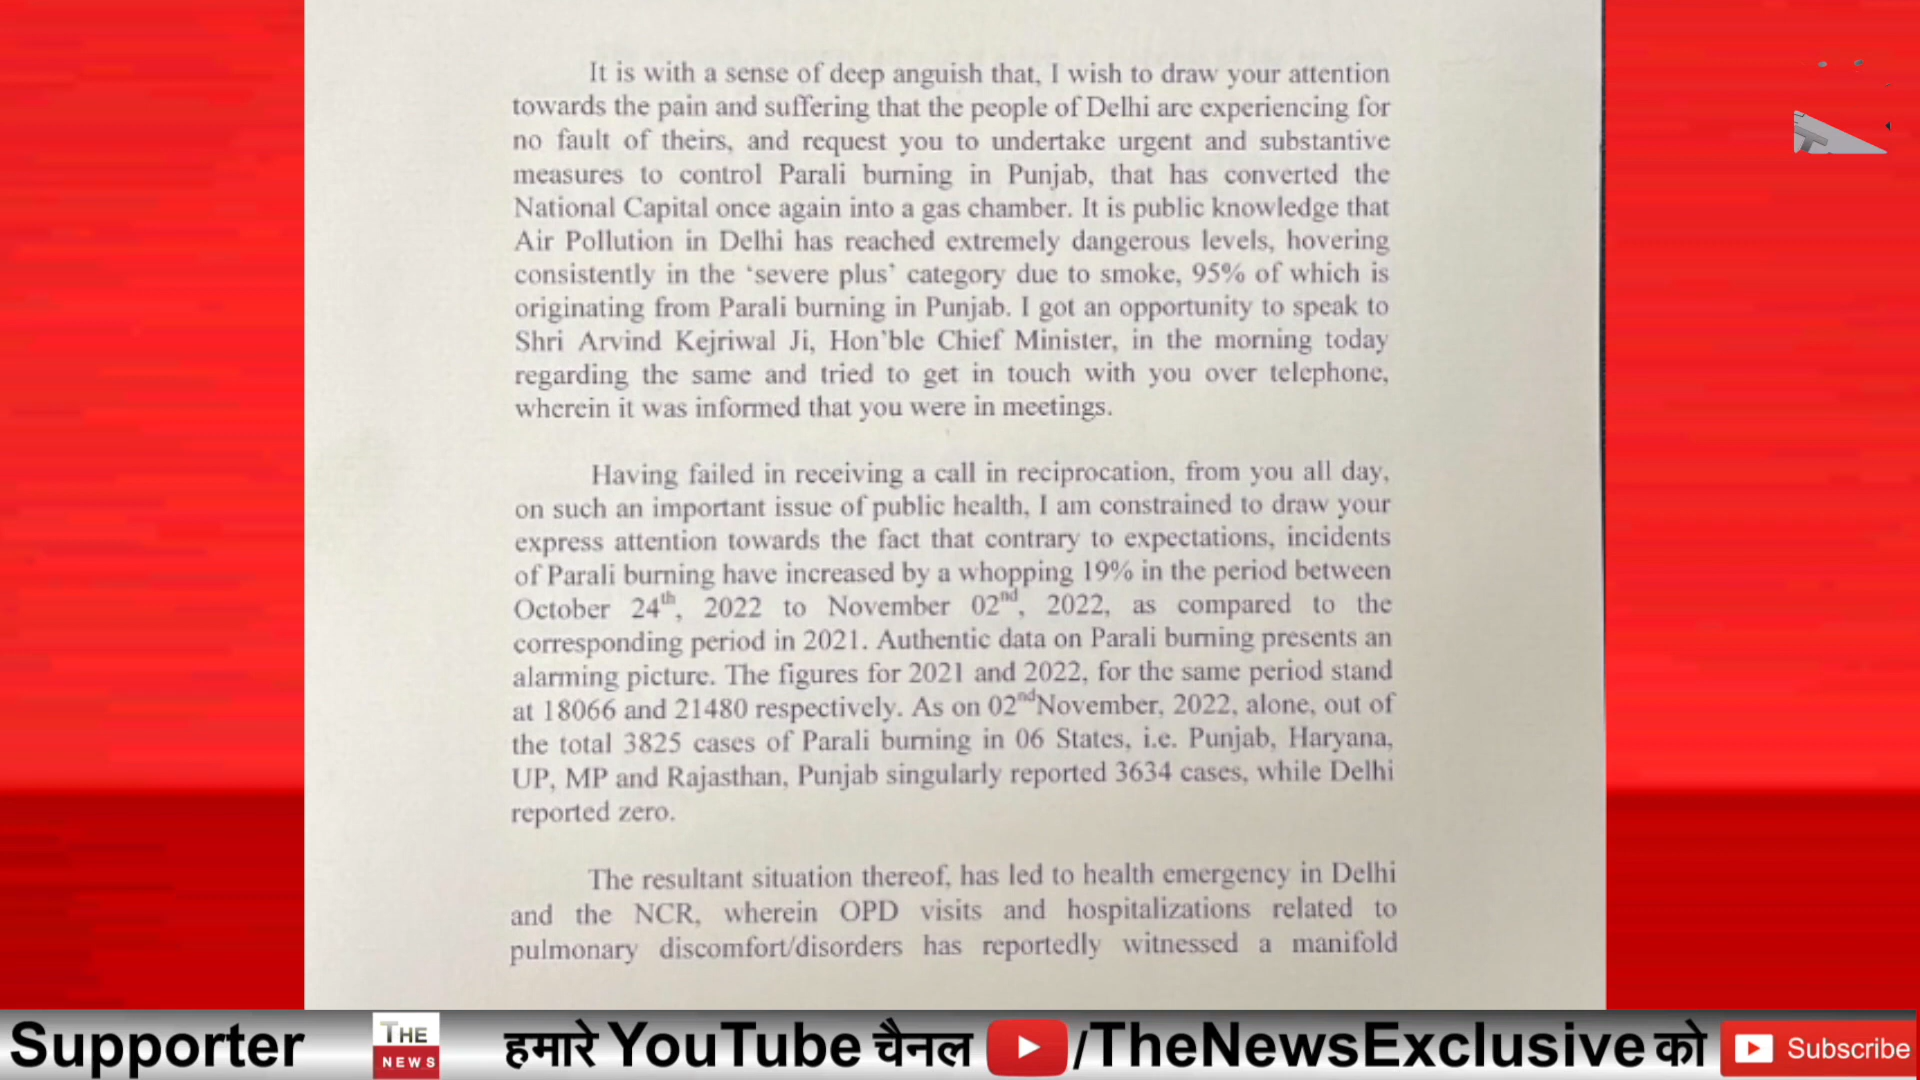 It is with a sense of deep anguish that, I wish to draw your attention
towards the pain and suffering that the people of Delhi are experiencing for
no fault of theirs, and request you to undertake urgent and substantive
measures to control Parali burning in Punjab, that has converted the
National Capital once again into a gas chamber. It is public knowledge that
Air Pollution in Delhi has reached extremely dangerous levels, hovering
consistently in the ‘severe plus’ category due to smoke, 95% of which is
originating from Parali burning in Punjab. I got an opportunity to speak to
Shri Arvind Kejriwal Ji, Hon’ble Chief Minister, in the morning today
regarding the same and tried to get in touch with you over telephone,
wherein it was informed that you were in meetings.
Having failed in receiving a call in reciprocation, from you all day,
on such an important issue of public health, I am constrained to draw your
express attention towards the fact that contrary to expectations, incidents
of Parali burning have increased by a whopping 19% in the period between
October 24th, 2022 to November 02nd, 2022, as compared to the
corresponding period in 2021. Authentic data on Parali burning presents an
alarming picture. The figures for 2021 and 2022, for the same period stand
at 18066 and 21480 respectively. As on 02nd November, 2022, alone, out of
the total 3825 cases of Parali burning in 06 States, i.e. Punjab, Haryana,
UP, MP and Rajasthan, Punjab singularly reported 3634 cases, while Delhi
reported zero.
The resultant situation thereof, has led to health emergency in Delhi
and the NCR, wherein OPD visits and hospitalizations related to
pulmonary discomfort/disorders has reportedly witnessed a manifold
Supporter THE NEWS हमारे YouTube चैनल /TheNewsExclusive को Subscribe